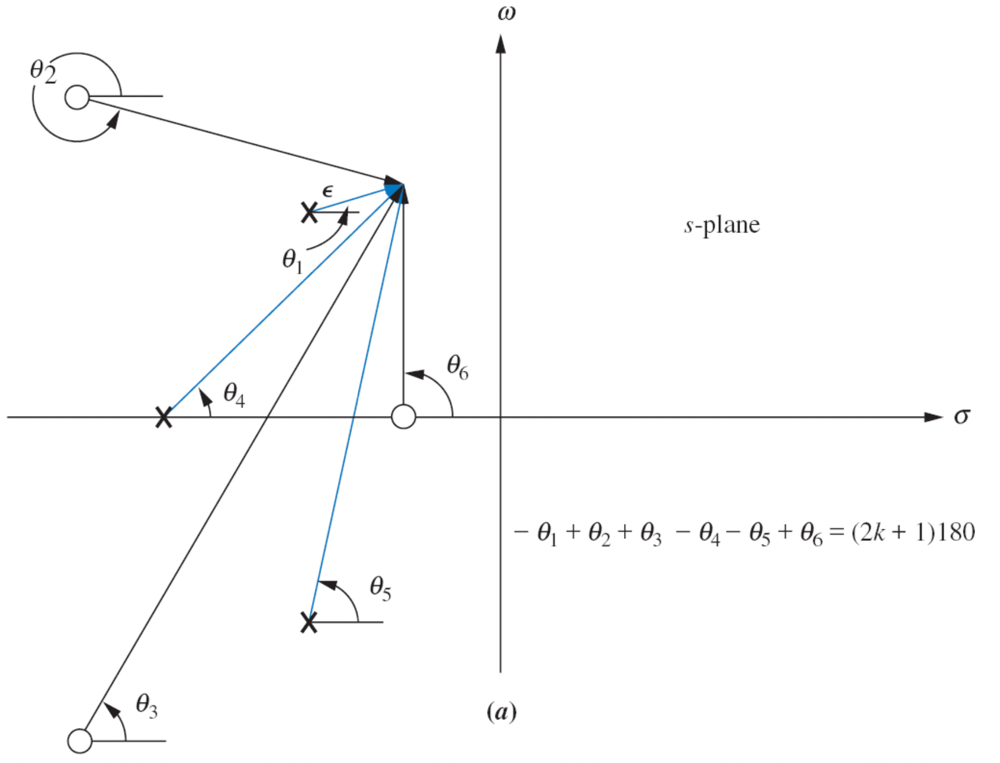 ω
θ2
ϵ
s-plane
θ₁
θ₆
θ₄
σ
− θ₁ + θ₂ + θ₃ − θ₄ − θ₅ + θ₆ = (2k + 1)180
θ₅
θ₃
(a)